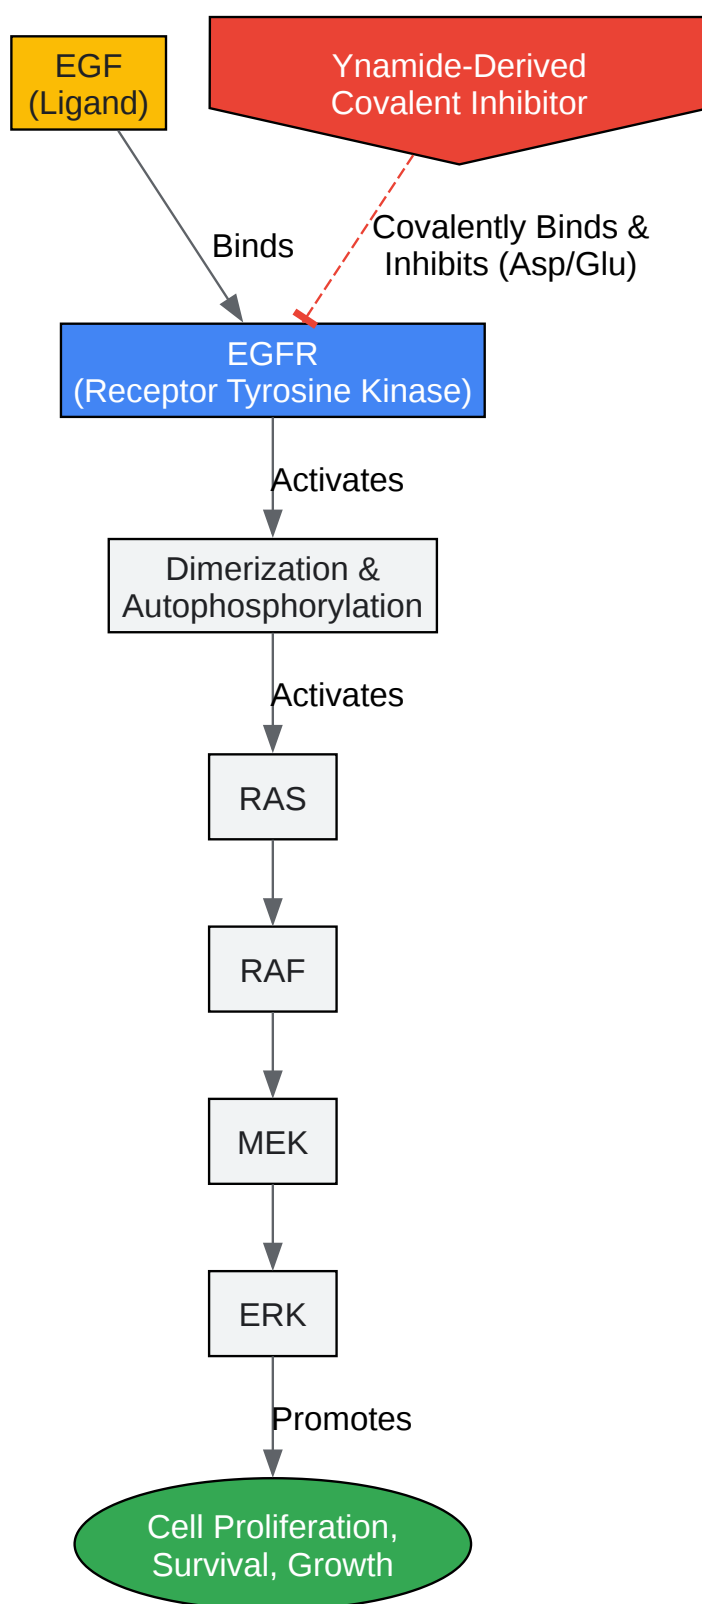 EGF
(Ligand)
Ynamide-Derived
Covalent Inhibitor
Binds
Covalently Binds &
Inhibits (Asp/Glu)
EGFR
(Receptor Tyrosine Kinase)
Activates
Dimerization &
Autophosphorylation
Activates
RAS
RAF
MEK
ERK
Promotes
Cell Proliferation,
Survival, Growth